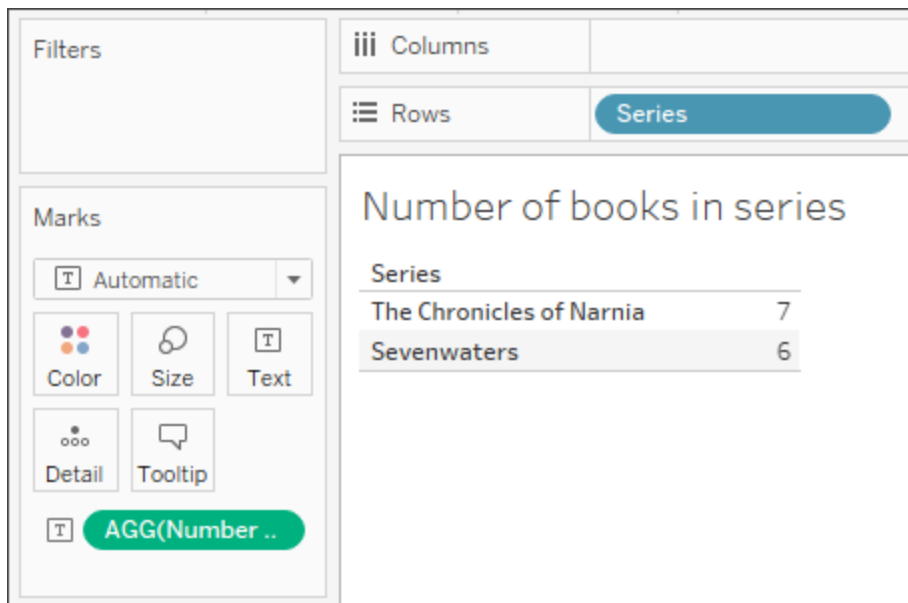 Filters
Columns
Rows
Series
Marks
Automatic
Color
Size
Text
Detail
Tooltip
AGG(Number ..
Number of books in series
Series
The Chronicles of Narnia 7
Sevenwaters 6